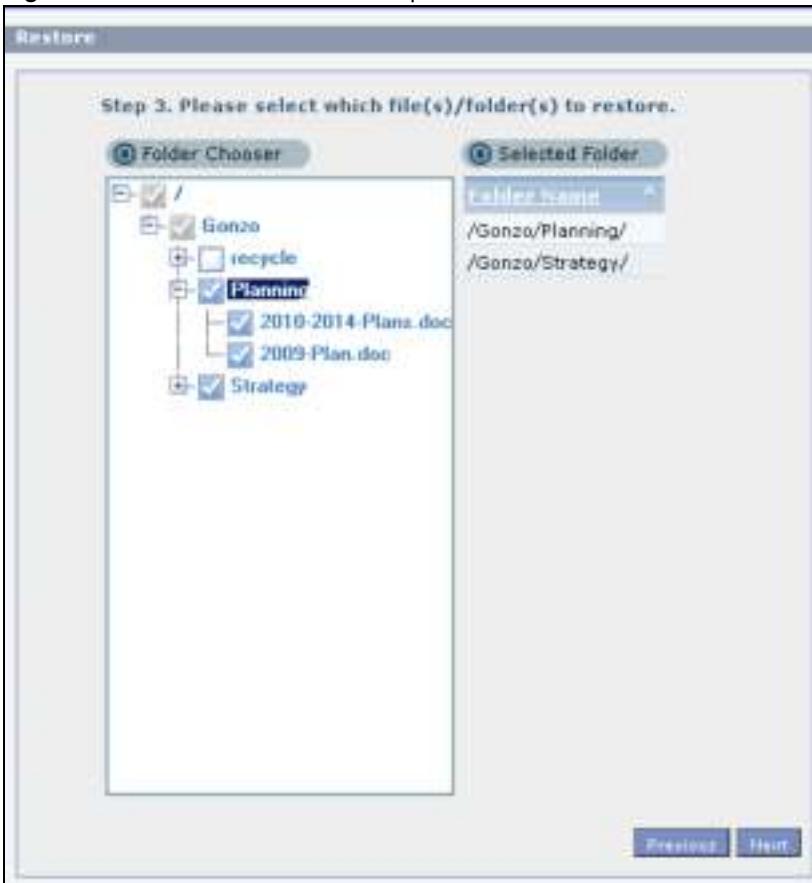 Restore
Step 3. Please select which file(s)/folder(s) to restore.
Folder Chooser
Selected Folder
/
Folder Name
Gonzo
/Gonzo/Planning/
recycle
/Gonzo/Strategy/
Planning
2010-2014-Plans.doc
2009-Plan.doc
Strategy
Previous Next